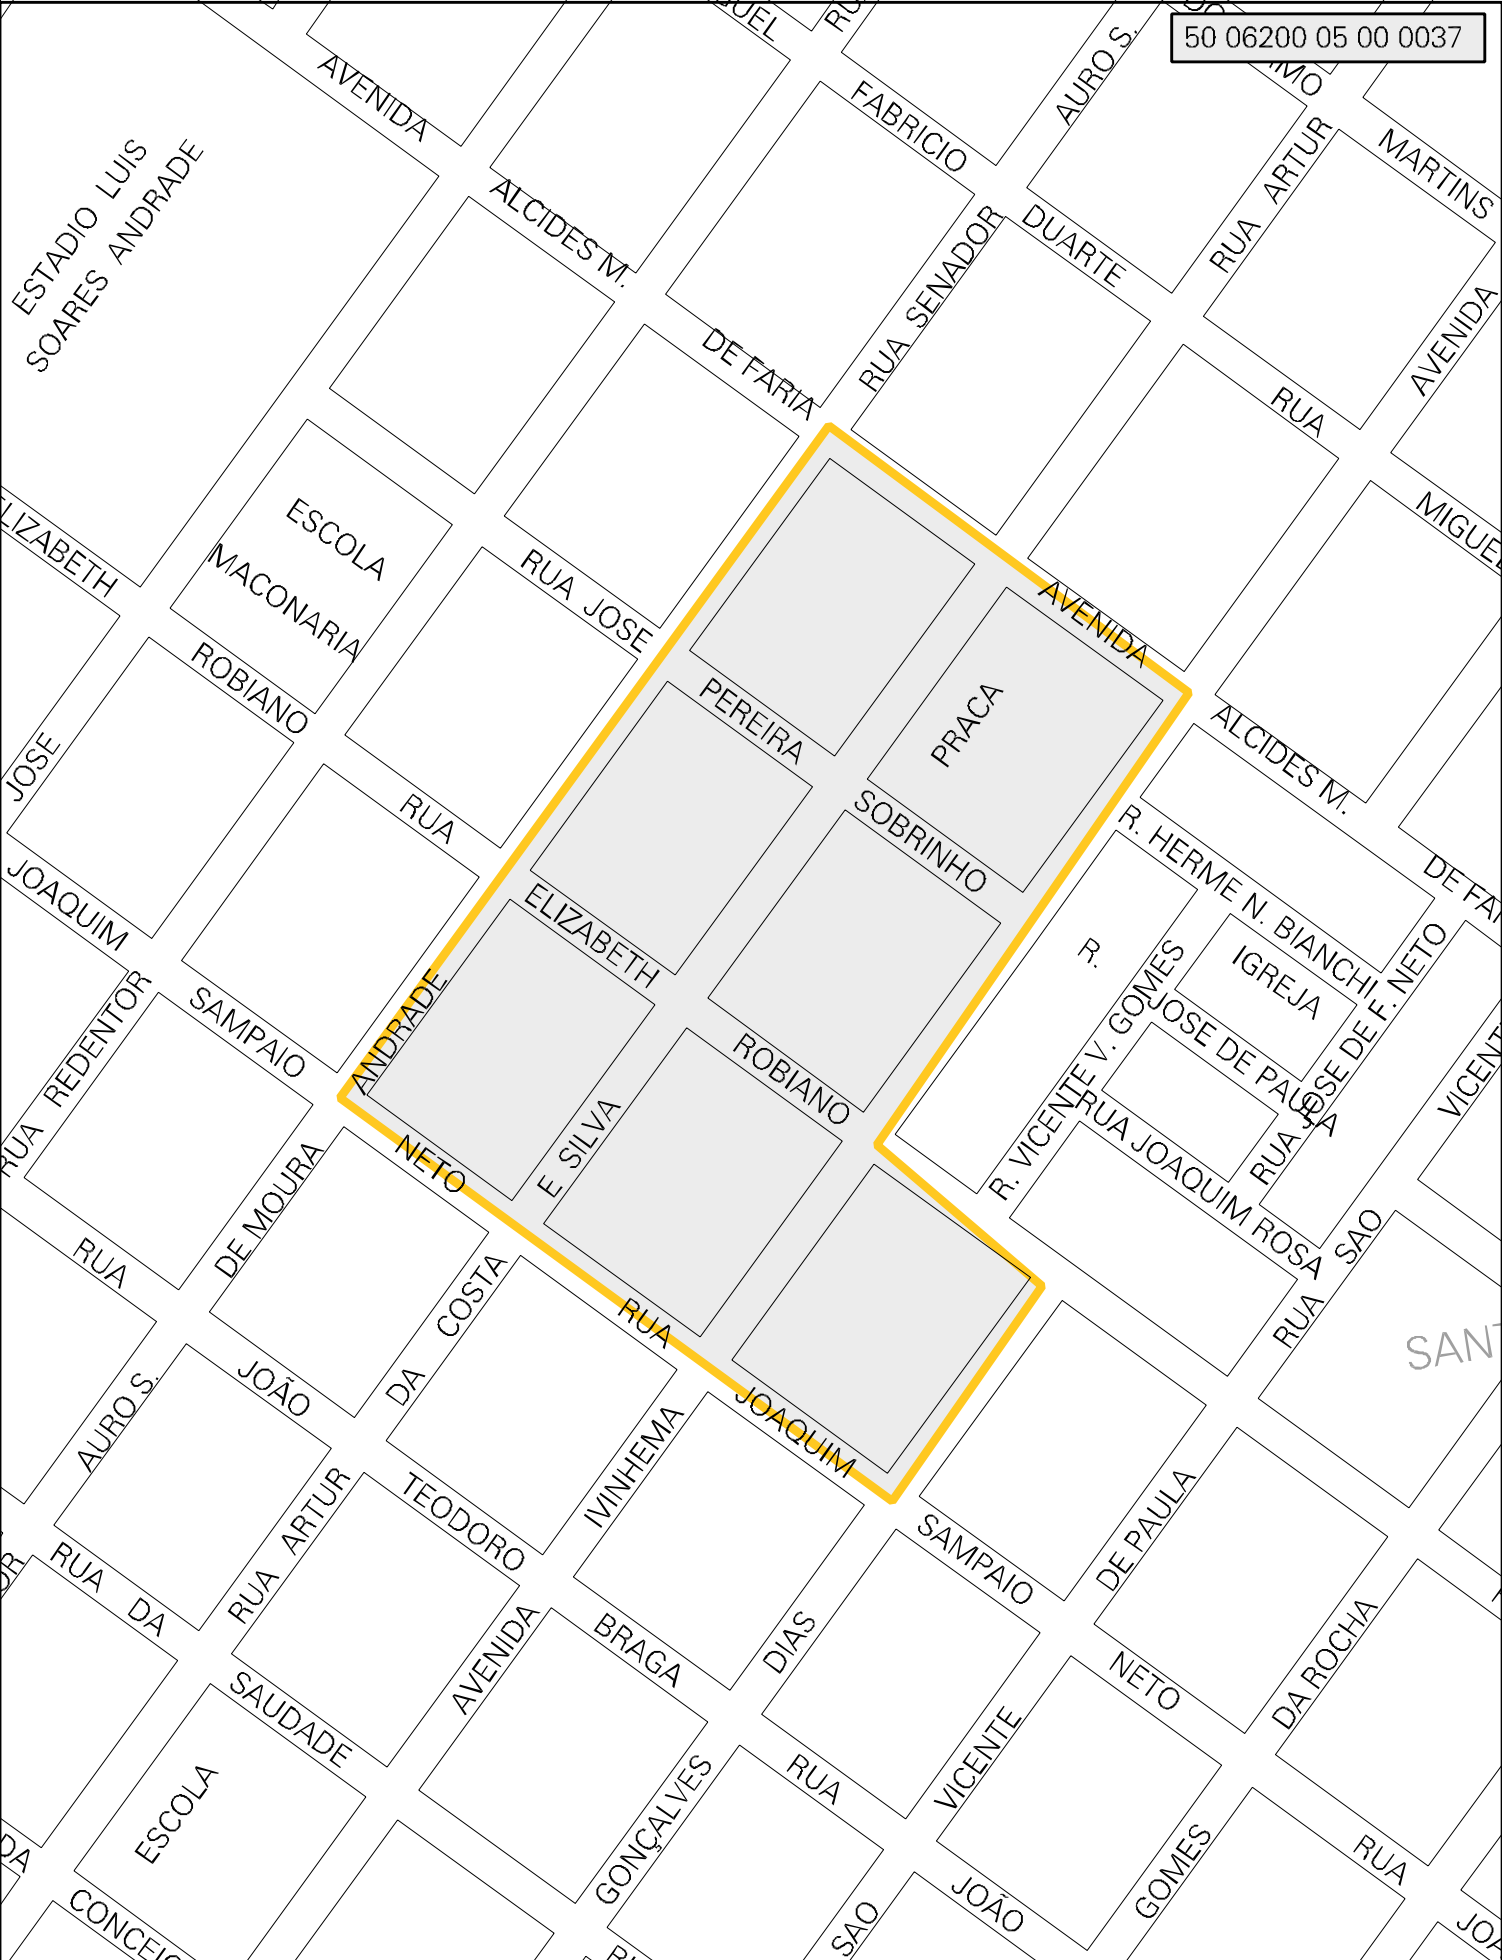 50 06200 05 00 0037
AURO S.
FABRICIO
AVENIDA
MARTINS
RUA ARTUR
ESTADIO LUIS
SOARES ANDRADE
ALCIDES M.
DUARTE
RUA SENADOR
AVENIDA
DE FARIA
RUA
MIGUEL
ESCOLA
MACONARIA
ELIZABETH
RUA JOSE
AVENIDA
ROBIANO
PEREIRA
PRACA
ALCIDES M.
JOSE
RUA
SOBRINHO
R. HERME N. BIANCHI
JOAQUIM
ELIZABETH
R.
IGREJA
R. VICENTE V. GOMES
RUA JOSE DE F. NETO
JOSE DE PAULA
SAMPAIO
ANDRADE
RUA REDENTOR
ROBIANO
RUA JOAQUIM ROSA
E. SILVA
NETO
DE MOURA
RUA
RUA SAO
DA COSTA
RUA
JOÃO
AURO S.
JOAQUIM
IVINHEMA
RUA ARTUR
TEODORO
SAMPAIO
DE PAULA
RUA DA
AVENIDA
BRAGA
DIAS
NETO
DA ROCHA
SAUDADE
VICENTE
RUA
ESCOLA
GONÇALVES
GOMES
RUA
JOÃO
SAO